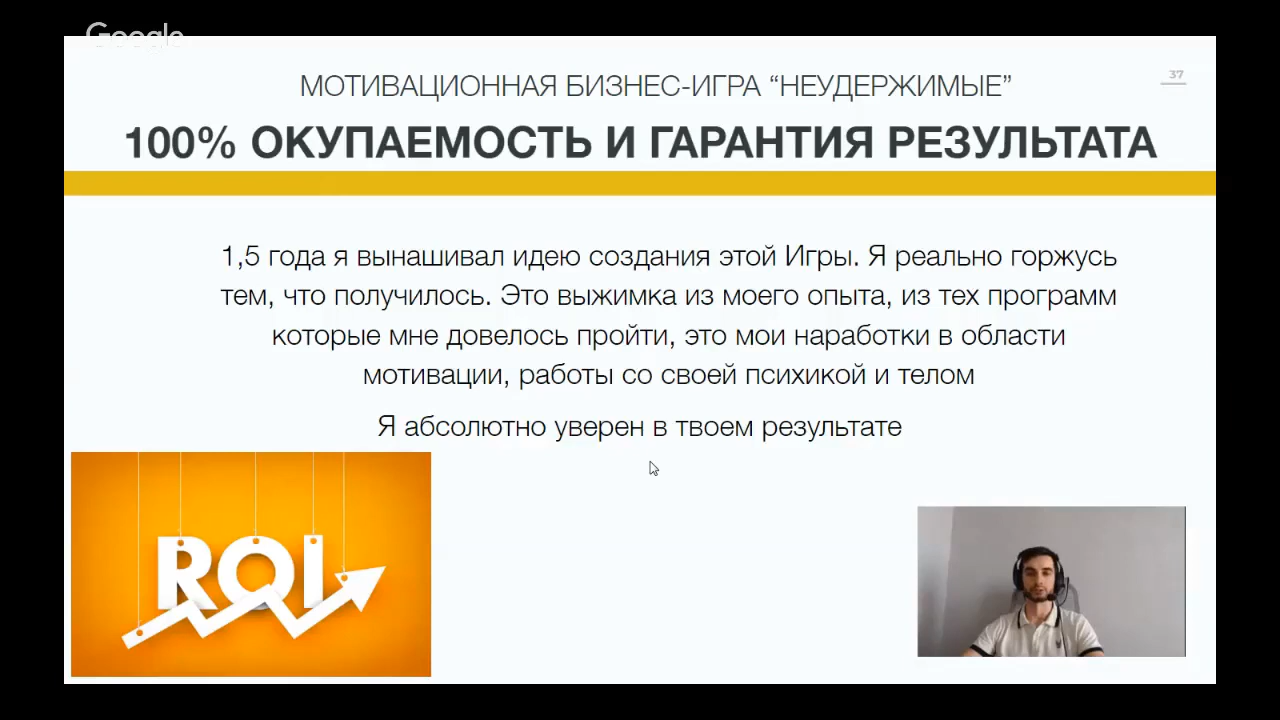 Google
МОТИВАЦИОННАЯ БИЗНЕС-ИГРА “НЕУДЕРЖИМЫЕ”
37
100% ОКУПАЕМОСТЬ И ГАРАНТИЯ РЕЗУЛЬТАТА
1,5 года я вынашивал идею создания этой Игры. Я реально горжусь
тем, что получилось. Это выжимка из моего опыта, из тех программ
которые мне довелось пройти, это мои наработки в области
мотивации, работы со своей психикой и телом
Я абсолютно уверен в твоем результате
ROI